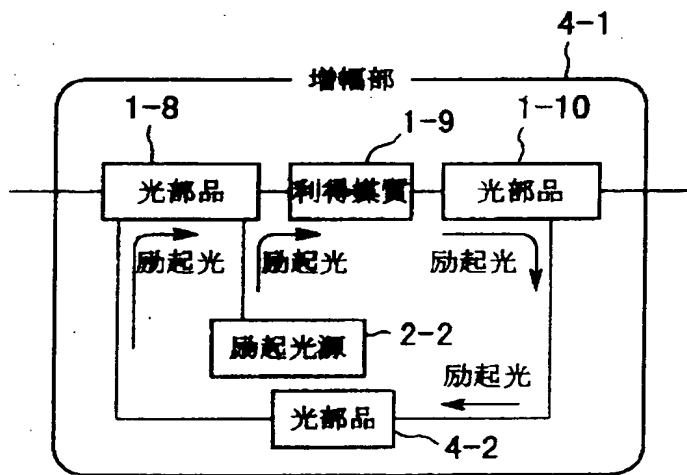 4-1
増幅部
1-8
1-9
1-10
光部品
利得媒質
光部品
励起光
励起光
励起光
励起光源
2-2
励起光
光部品
4-2